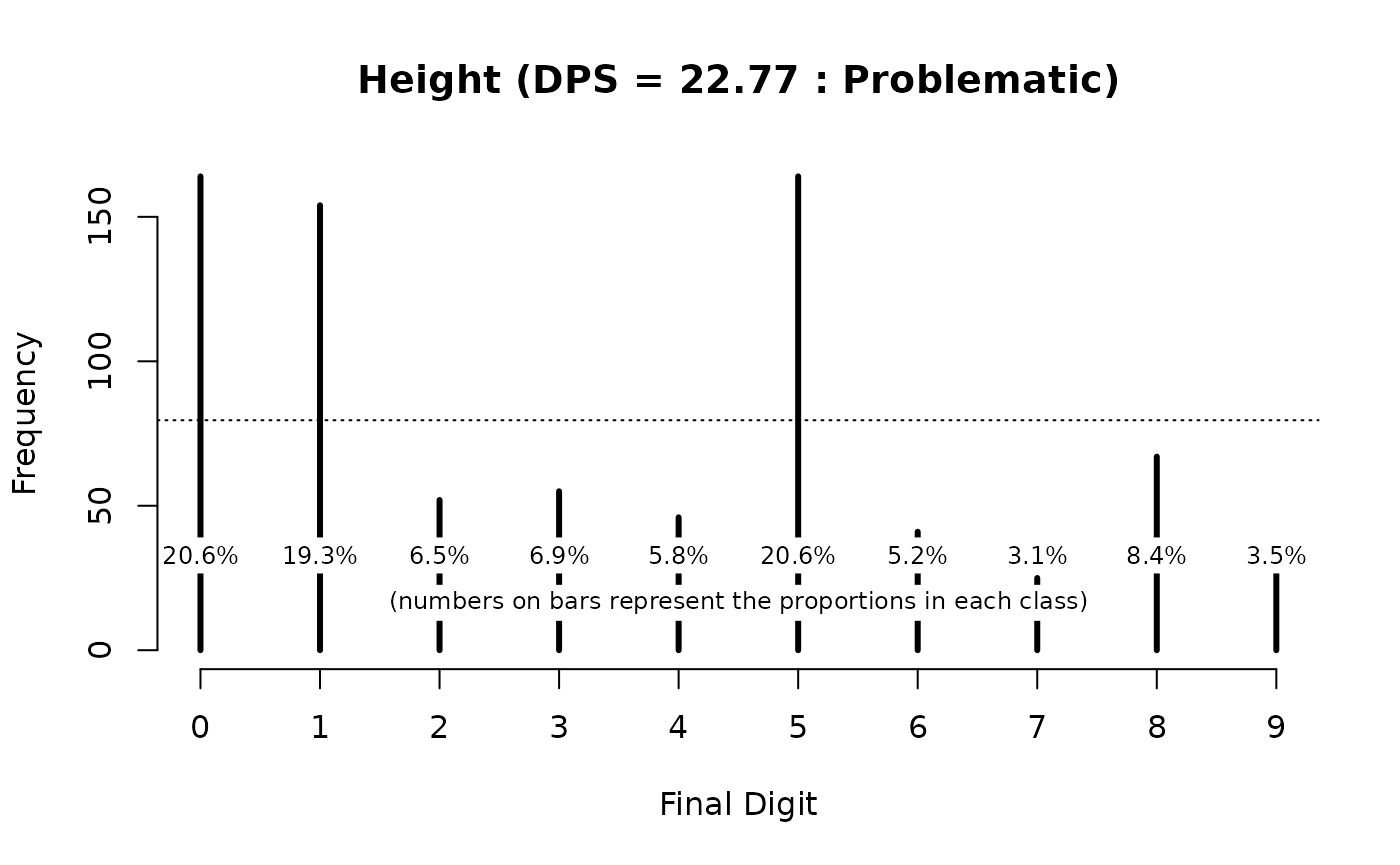 Height (DPS = 22.77 : Problematic)
150
100
50
0
Frequency
20.6% 19.3% 6.5% 6.9% 5.8% 20.6% 5.2% 3.1% 8.4% 3.5%
(numbers on bars represent the proportions in each class)
0 1 2 3 4 5 6 7 8 9
Final Digit